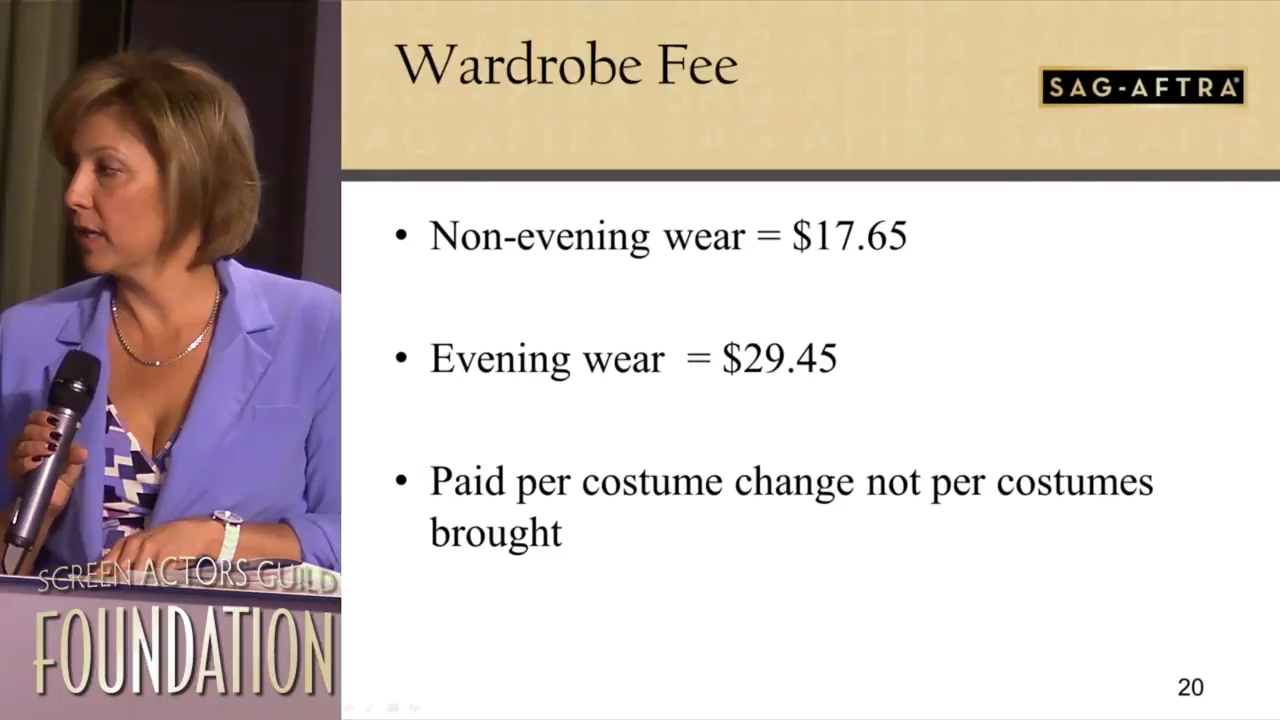 Wardrobe Fee
SAG-AFTRA®
• Non-evening wear = $17.65
• Evening wear = $29.45
• Paid per costume change not per costumes
brought
SCREEN ACTORS GUILD
FOUNDATION
20